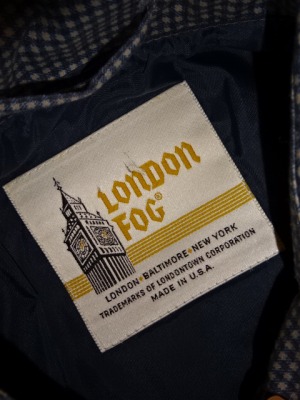 LONDON
FOG®
LONDON•BALTIMORE•NEW YORK
TRADEMARKS OF LONDONTOWN CORPORATION
MADE IN U.S.A.